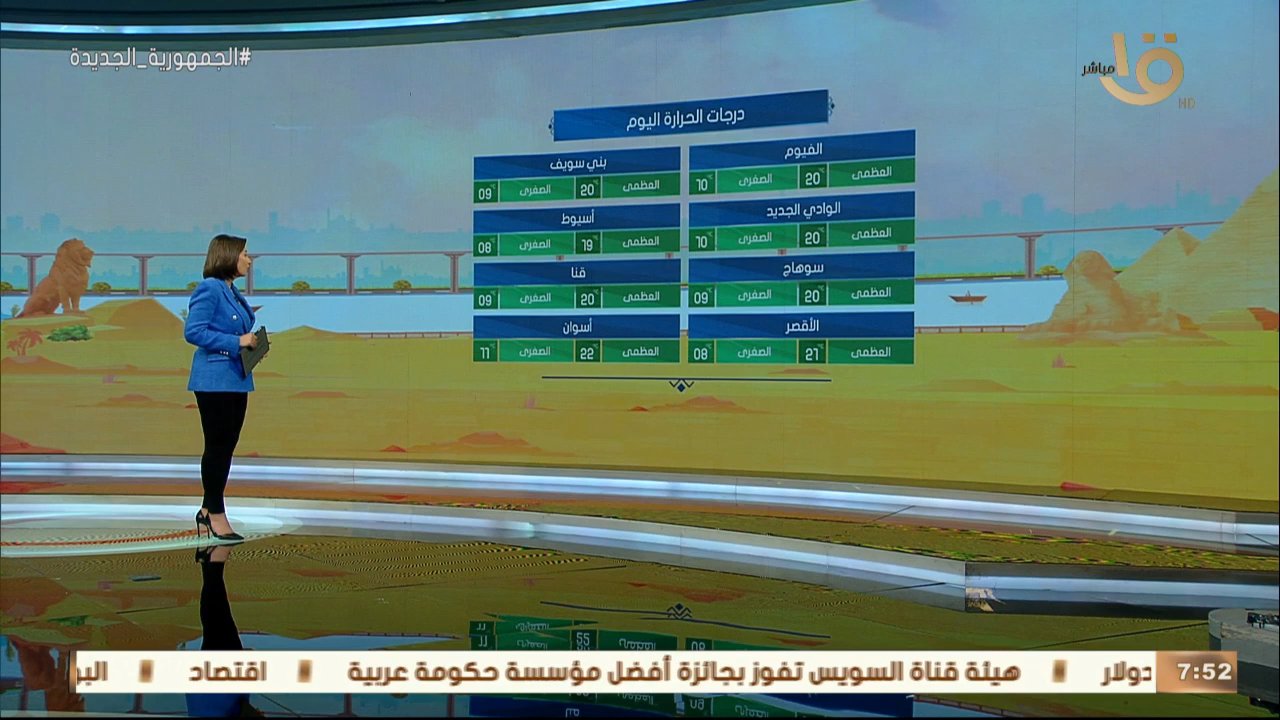 #الجمهورية_الجديدة
مباشر
HD
درجات الحرارة اليوم
الفيوم
العظمى 20 الصغرى 10
بني سويف
العظمى 20 الصغرى 09
الوادي الجديد
العظمى 20 الصغرى 10
أسيوط
العظمى 19 الصغرى 08
سوهاج
العظمى 20 الصغرى 09
قنا
العظمى 20 الصغرى 09
الأقصر
العظمى 21 الصغرى 08
أسوان
العظمى 22 الصغرى 11
7:52 دولار هيئة قناة السويس تفوز بجائزة أفضل مؤسسة حكومة عربية اقتصاد